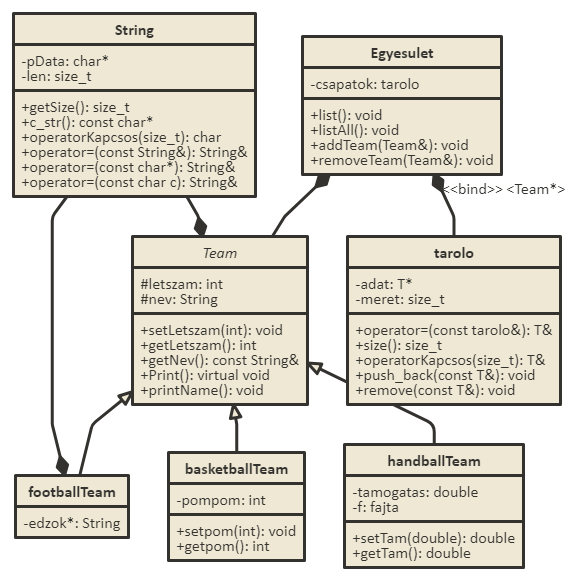 String
-pData: char*
-len: size_t
+getSize(): size_t
+c_str(): const char*
+operatorKapcsos(size_t): char
+operator=(const String&): String&
+operator=(const char*): String&
+operator=(const char c): String&
Egyesulet
-csapatok: tarolo
+list(): void
+listAll(): void
+addTeam(Team&): void
+removeTeam(Team&): void
<<bind>> <Team*>
Team
#letszam: int
#nev: String
+setLetszam(int): void
+getLetszam(): int
+getNev(): const String&
+Print(): virtual void
+printName(): void
tarolo
-adat: T*
-meret: size_t
+operator=(const tarolo&): T&
+size(): size_t
+operatorKapcsos(size_t): T&
+push_back(const T&): void
+remove(const T&): void
footballTeam
-edzok*: String
basketballTeam
-pompom: int
+setpom(int): void
+getpom(): int
handballTeam
-tamogatas: double
-f: fajta
+setTam(double): double
+getTam(): double